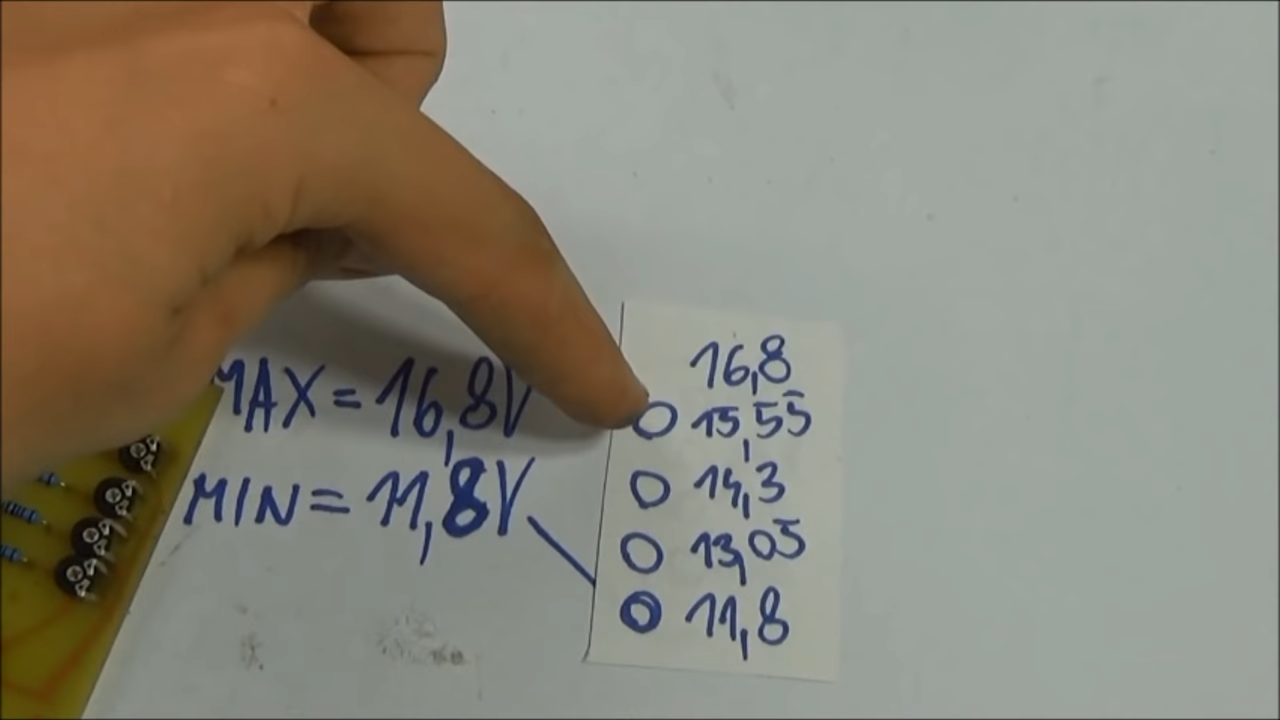 MAX = 16,8V
MIN = 11,8V
16,8
15,55
14,3
13,05
11,8